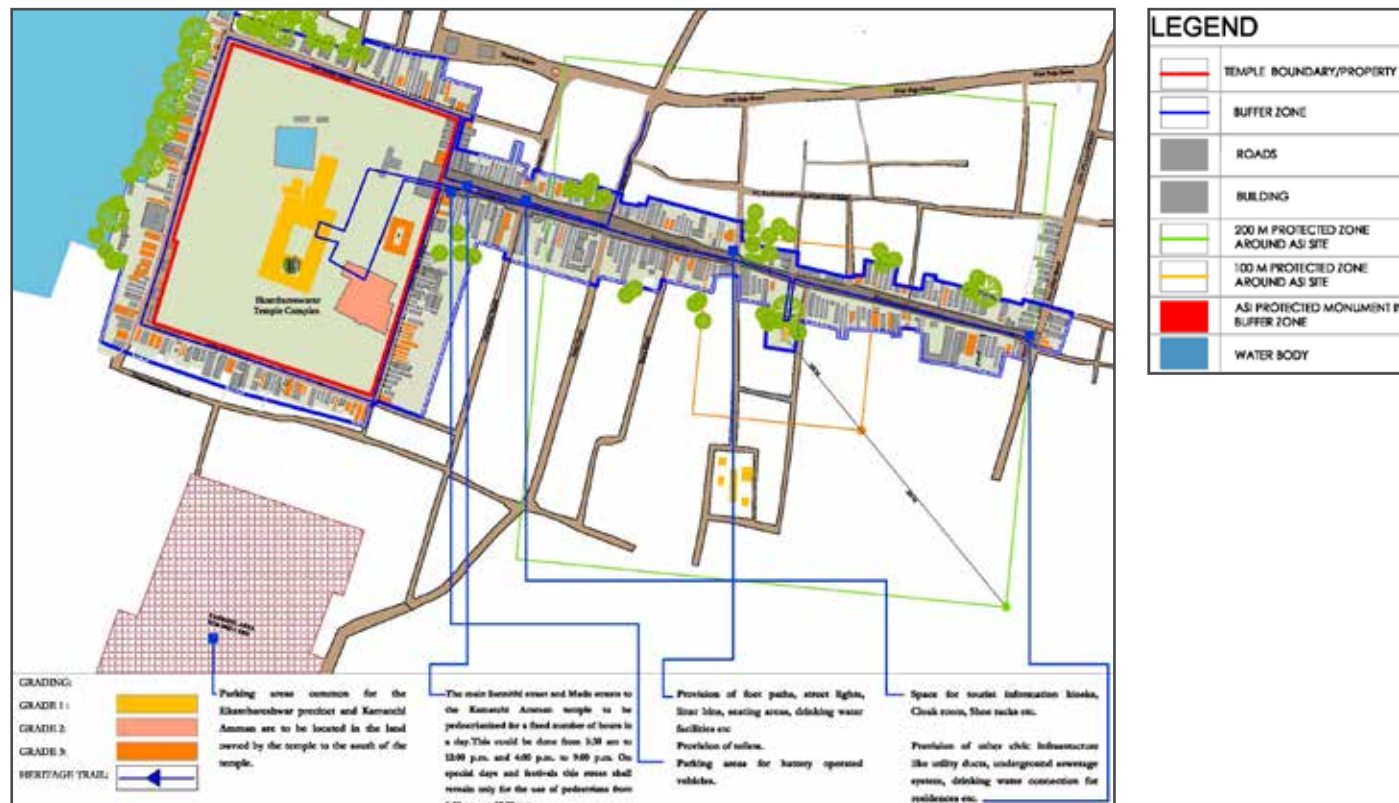 LEGEND
TEMPLE BOUNDARY/PROPERTY
BUFFER ZONE
ROADS
BUILDING
200 M PROTECTED ZONE
AROUND ASI SITE
100 M PROTECTED ZONE
AROUND ASI SITE
ASI PROTECTED MONUMENT
BUFFER ZONE
WATER BODY
Ekambareswarar
Temple Complex
GRADING:
GRADE 1:
GRADE 2:
GRADE 3:
HERITAGE TRAIL:
Parking areas common for the
Ekambareshwar precinct and Kamatchi
Amman are to be located in the land
owned by the temple to the south of the
temple.
The main Sannithi street and Mada streets to
the Kamatchi Amman temple to be
pedestrianised for a fixed number of hours in
a day. This could be done from 5:30 am to
12:00 p.m. and 4:00 p.m. to 9:00 p.m. On
special days and festivals this street shall
remain only for the use of pedestrians from
Provision of foot paths, street lights,
litter bins, seating areas, drinking water
facilities etc
Provision of toilets.
Parking areas for battery operated
vehicles.
Space for tourist information kiosks,
Cloak room, Shoe racks etc.
Provision of other civic infrastructure
like utility ducts, underground sewerage
system, drinking water connection for
residences etc.